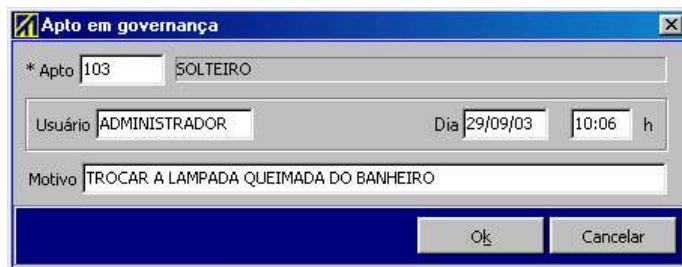 Apto em governança
* Apto 103 SOLTEIRO
Usuário ADMINISTRADOR Dia 29/09/03 10:06 h
Motivo TROCAR A LAMPADA QUEIMADA DO BANHEIRO
Ok Cancelar